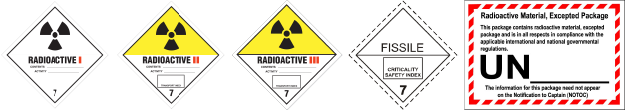 RADIOACTIVE I
CONTENTS
ACTIVITY
7
RADIOACTIVE II
CONTENTS
ACTIVITY
TRANSPORT INDEX
7
RADIOACTIVE III
CONTENTS
ACTIVITY
TRANSPORT INDEX
7
FISSILE
CRITICALITY
SAFETY INDEX
7
Radioactive Material, Excepted Package
This package contains radioactive material, excepted
package and is in all respects in compliance with the
applicable international and national governmental
regulations.
UN
The information for this package need not appear
on the Notification to Captain (NOTOC)